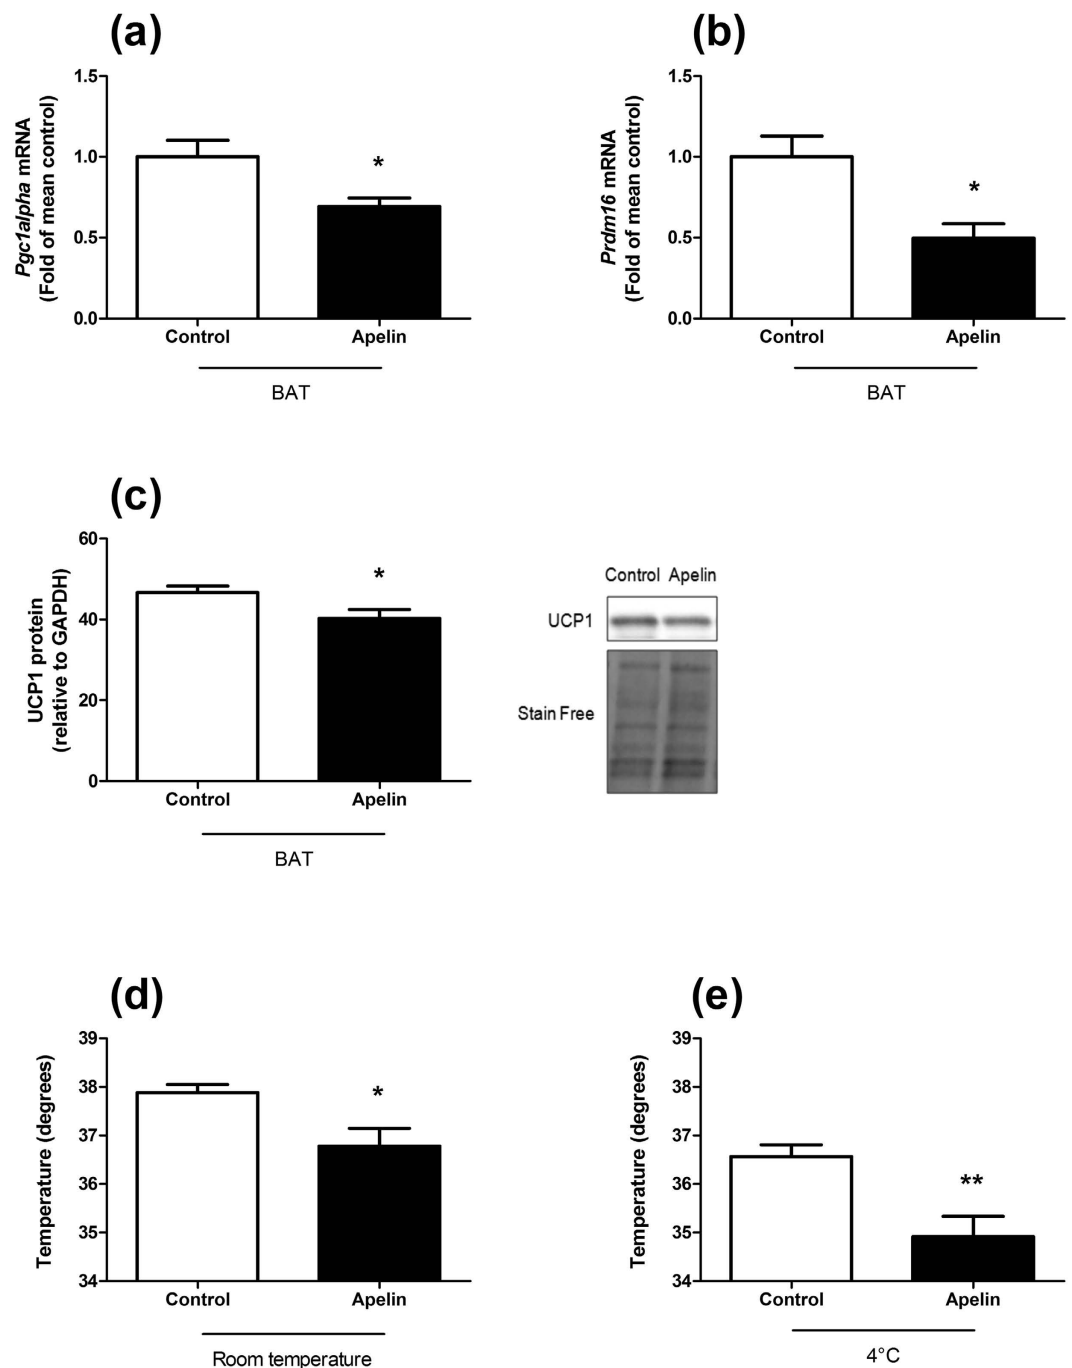 (a)
Pgc1alpha mRNA
(Fold of mean control)
1.5
1.0
0.5
0.0
*
Control Apelin
BAT
(b)
Prdm16 mRNA
(Fold of mean control)
1.5
1.0
0.5
0.0
*
Control Apelin
BAT
(c)
UCP1 protein
(relative to GAPDH)
60
40
20
0
*
Control Apelin
BAT
Control Apelin
UCP1
Stain Free
(d)
Temperature (degrees)
39
38
37
36
35
34
*
Control Apelin
Room temperature
(e)
Temperature (degrees)
39
38
37
36
35
34
**
Control Apelin
4°C